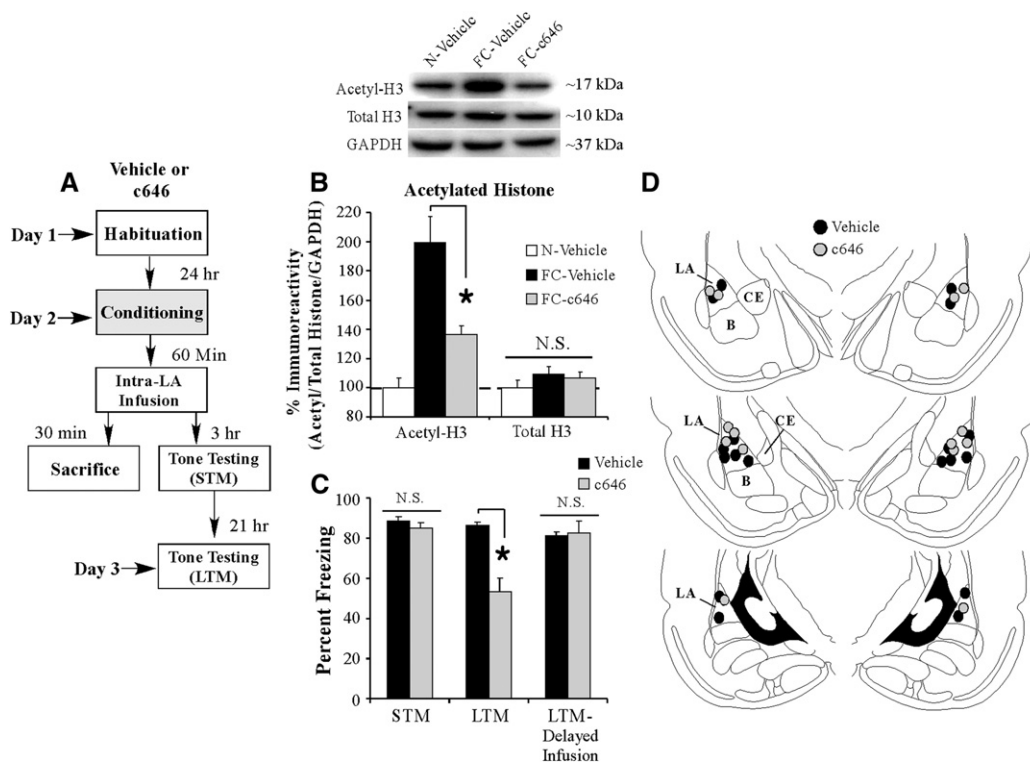 N-Vehicle
FC-Vehicle
FC-c646
Acetyl-H3
~17 kDa
Total H3
~10 kDa
GAPDH
~37 kDa
A
Vehicle or
c646
Day 1
Habituation
24 hr
Day 2
Conditioning
60 Min
Intra-LA
Infusion
30 min
3 hr
Sacrifice
Tone Testing
(STM)
21 hr
Day 3
Tone Testing
(LTM)
B
Acetylated Histone
% Immunoreactivity
(Acetyl/Total Histone/GAPDH)
220
200
180
160
140
120
100
80
N-Vehicle
FC-Vehicle
FC-c646
*
N.S.
Acetyl-H3
Total H3
C
Vehicle
c646
Percent Freezing
100
80
60
40
20
0
N.S.
*
N.S.
STM
LTM
LTM-
Delayed
Infusion
D
Vehicle
c646
LA
CE
B
LA
CE
B
LA